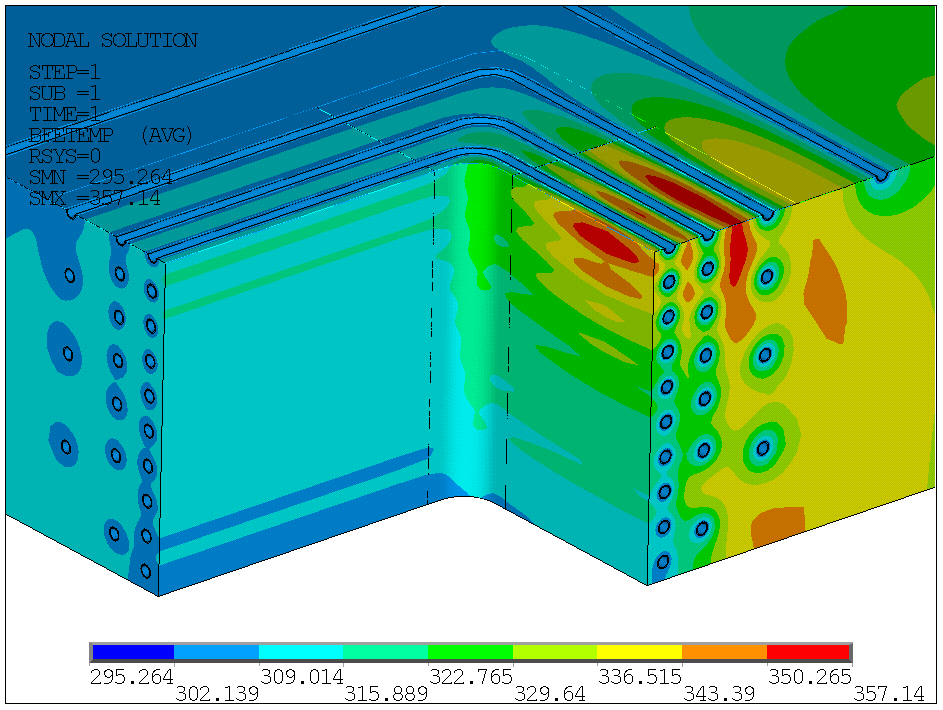 NODAL SOLUTION
STEP=1
SUB =1
TIME=1
BFETEMP (AVG)
RSYS=0
SMN =295.264
SMX =357.14
295.264 309.014 322.765 336.515 350.265
302.139 315.889 329.64 343.39 357.14